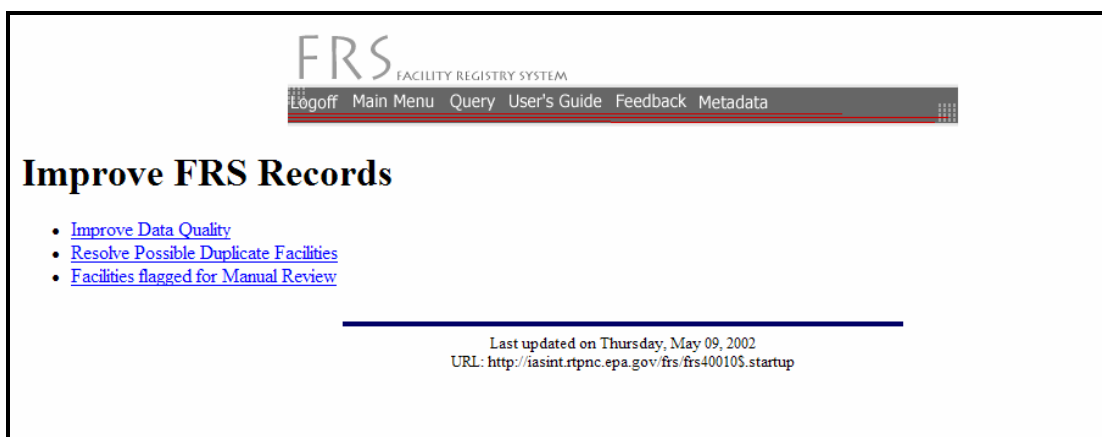 FRS FACILITY REGISTRY SYSTEM
Logoff Main Menu Query User's Guide Feedback Metadata
Improve FRS Records
Improve Data Quality
Resolve Possible Duplicate Facilities
Facilities flagged for Manual Review
Last updated on Thursday, May 09, 2002
URL: http://iasint.rtpnc.epa.gov/frs/frs40010$.startup